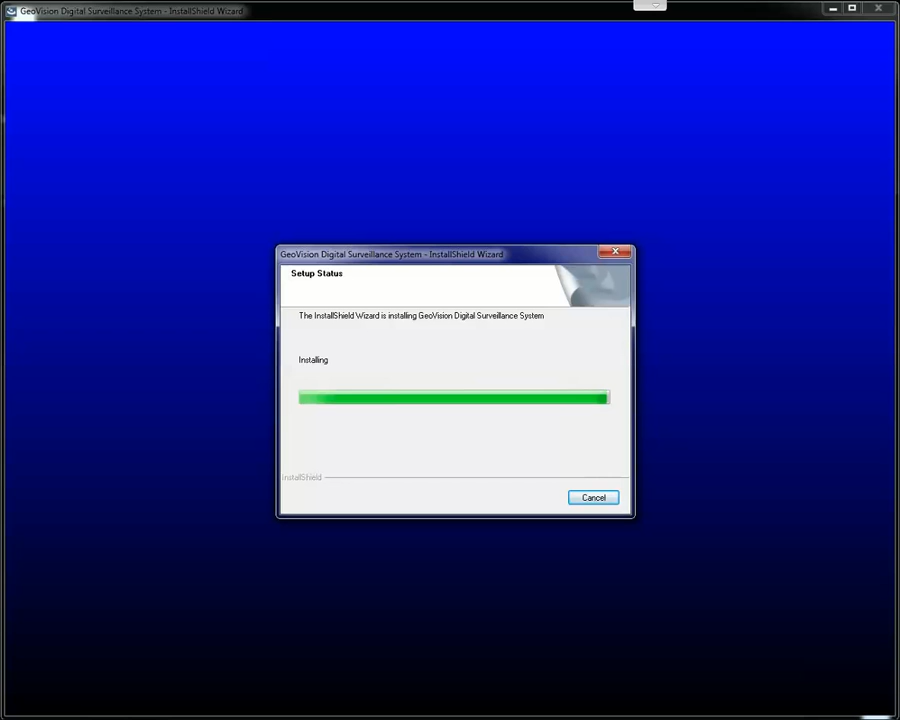 GeoVision Digital Surveillance System - InstallShield Wizard
GeoVision Digital Surveillance System - InstallShield Wizard
Setup Status
The InstallShield Wizard is installing GeoVision Digital Surveillance System
Installing
InstallShield
Cancel